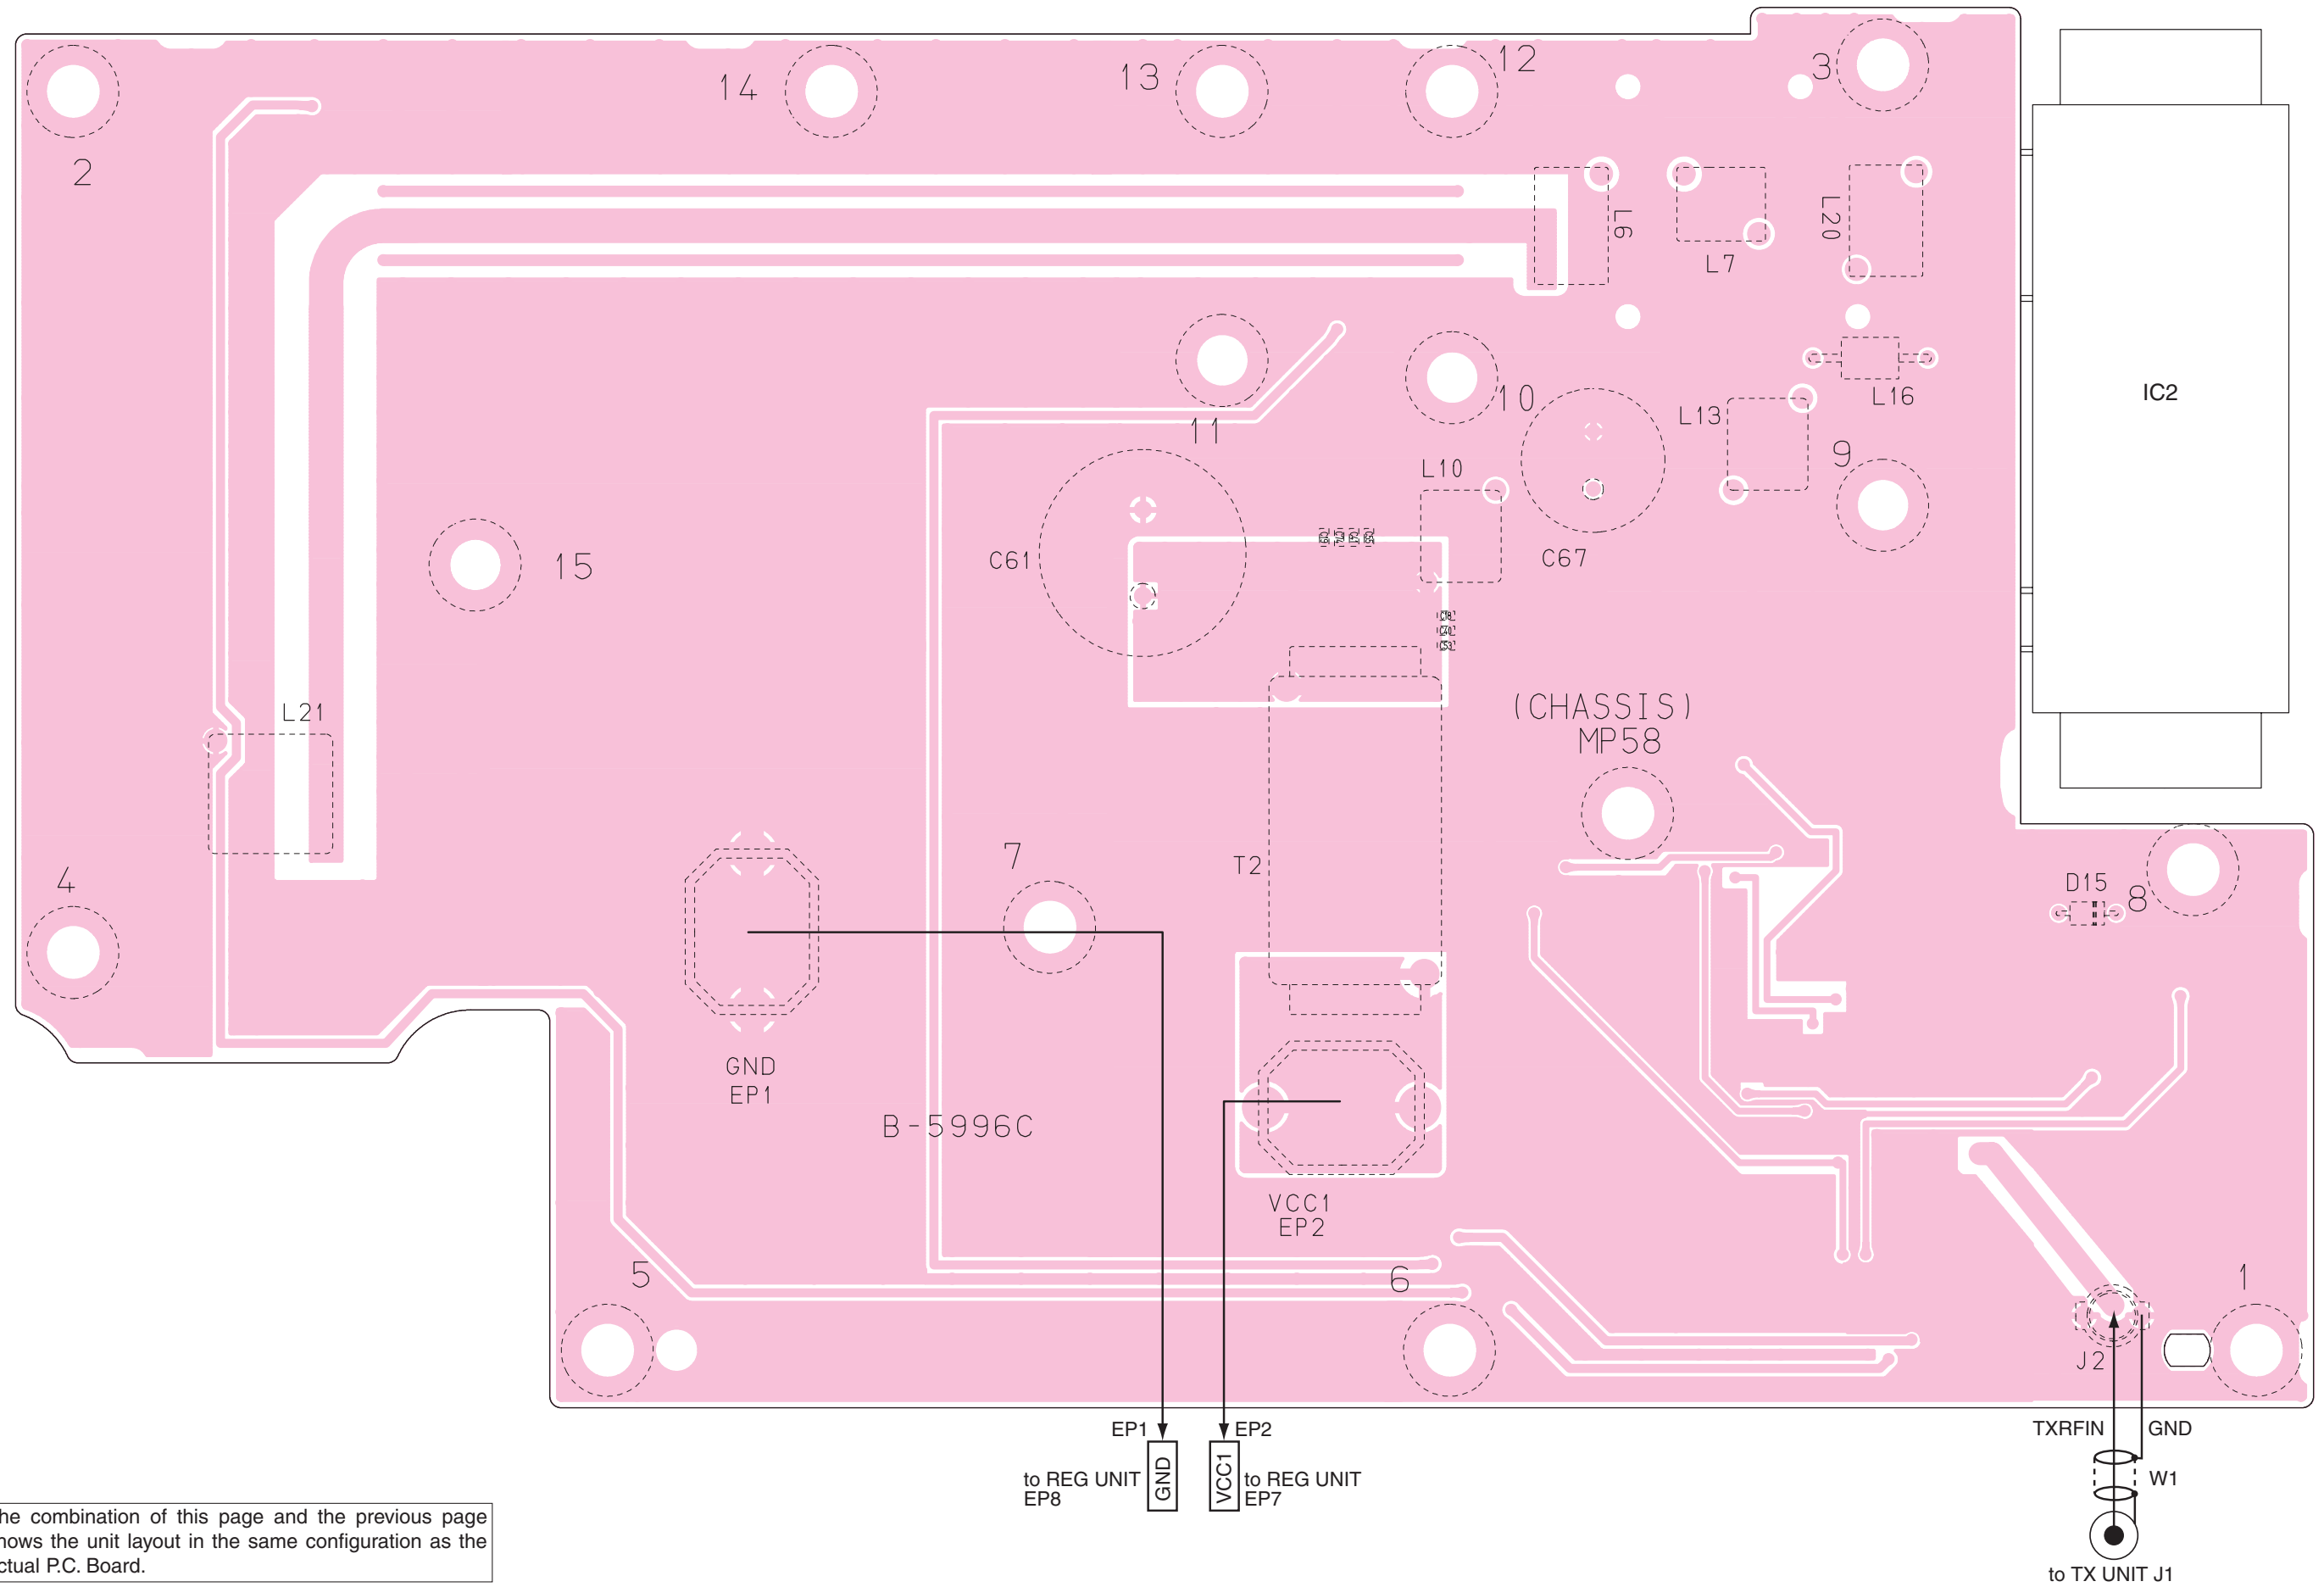 14
13
12
3
2
L6
L7
L20
L16
IC2
11
10
L13
9
L10
C61
C67
15
C18
C40
C53
L21
(CHASSIS)
MP58
4
7
T2
D15
8
GND
EP1
B-5996C
VCC1
EP2
5
6
1
J2
EP1
EP2
TXRFIN
GND
GND
VCC1
to REG UNIT
EP8
to REG UNIT
EP7
W1
to TX UNIT J1
he combination of this page and the previous page
hows the unit layout in the same configuration as the
ctual P.C. Board.